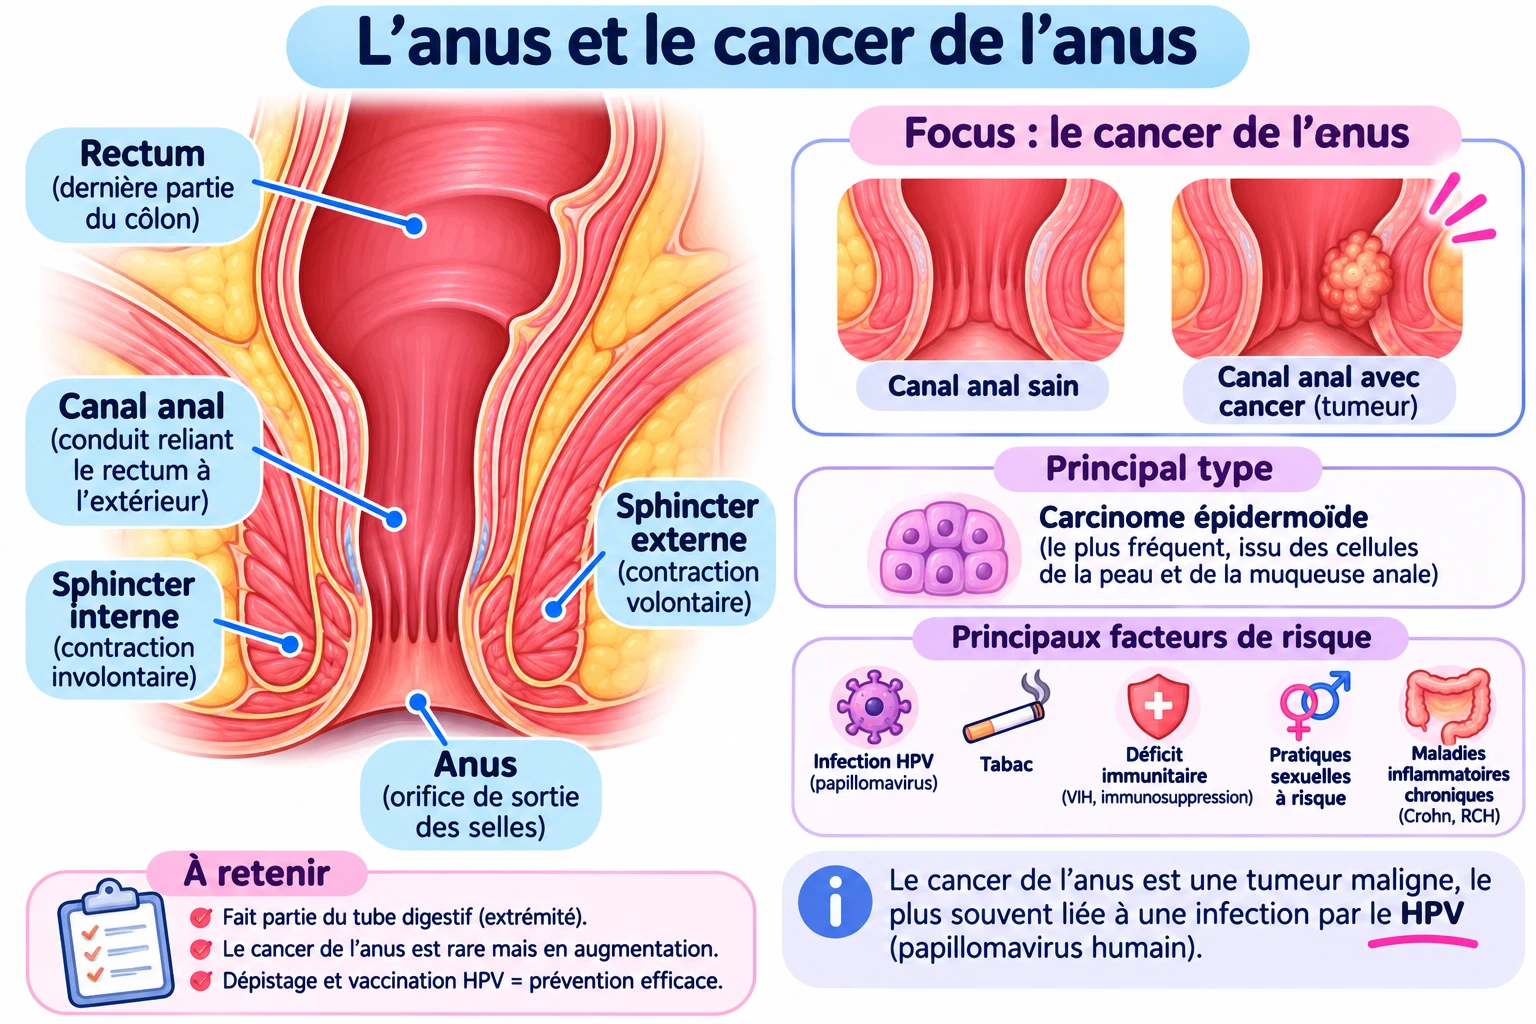 L'anus et le cancer de l'anus
Rectum
(dernière partie
du côlon)
Canal anal
(conduit reliant
le rectum à
l'extérieur)
Sphincter
interne
(contraction
involontaire)
Sphincter
externe
(contraction
volontaire)
Anus
(orifice de sortie
des selles)
À retenir
Fait partie du tube digestif (extrémité).
Le cancer de l'anus est rare mais en augmentation.
Dépistage et vaccination HPV = prévention efficace.
Focus : le cancer de l'anus
Canal anal sain
Canal anal avec
cancer (tumeur)
Principal type
Carcinome épidermoïde
(le plus fréquent, issu des cellules
de la peau et de la muqueuse anale)
Principaux facteurs de risque
Infection HPV
(papillomavirus)
Tabac
Déficit
immunitaire
(VIH, immunosuppression)
Pratiques
sexuelles
à risque
Maladies
inflammatoires
chroniques
(Crohn, RCH)
Le cancer de l'anus est une tumeur maligne, le
plus souvent liée à une infection par le HPV
(papillomavirus humain).